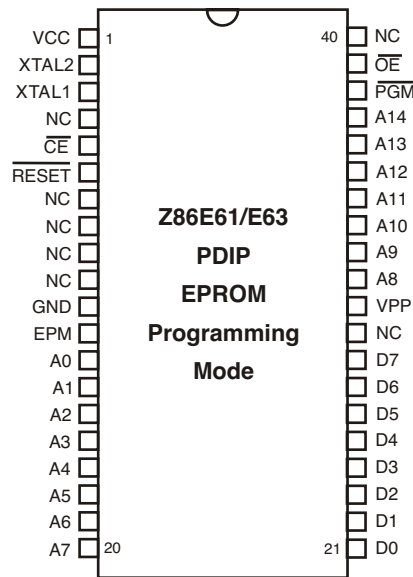 VCC 1 40 NC
XTAL2 OE
XTAL1 PGM
NC A14
CE A13
RESET A12
NC A11
NC A10
NC A9
NC A8
GND VPP
EPM NC
A0 D7
A1 D6
A2 D5
A3 D4
A4 D3
A5 D2
A6 D1
A7 20 21 D0
Z86E61/E63
PDIP
EPROM
Programming
Mode